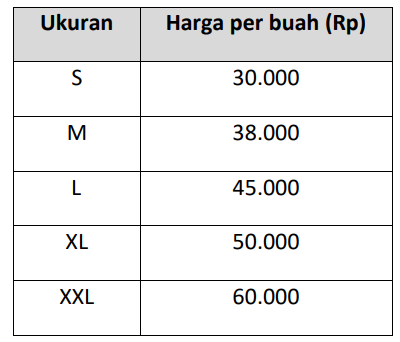 Ukuran Harga per buah (Rp)
S 30.000
M 38.000
L 45.000
XL 50.000
XXL 60.000